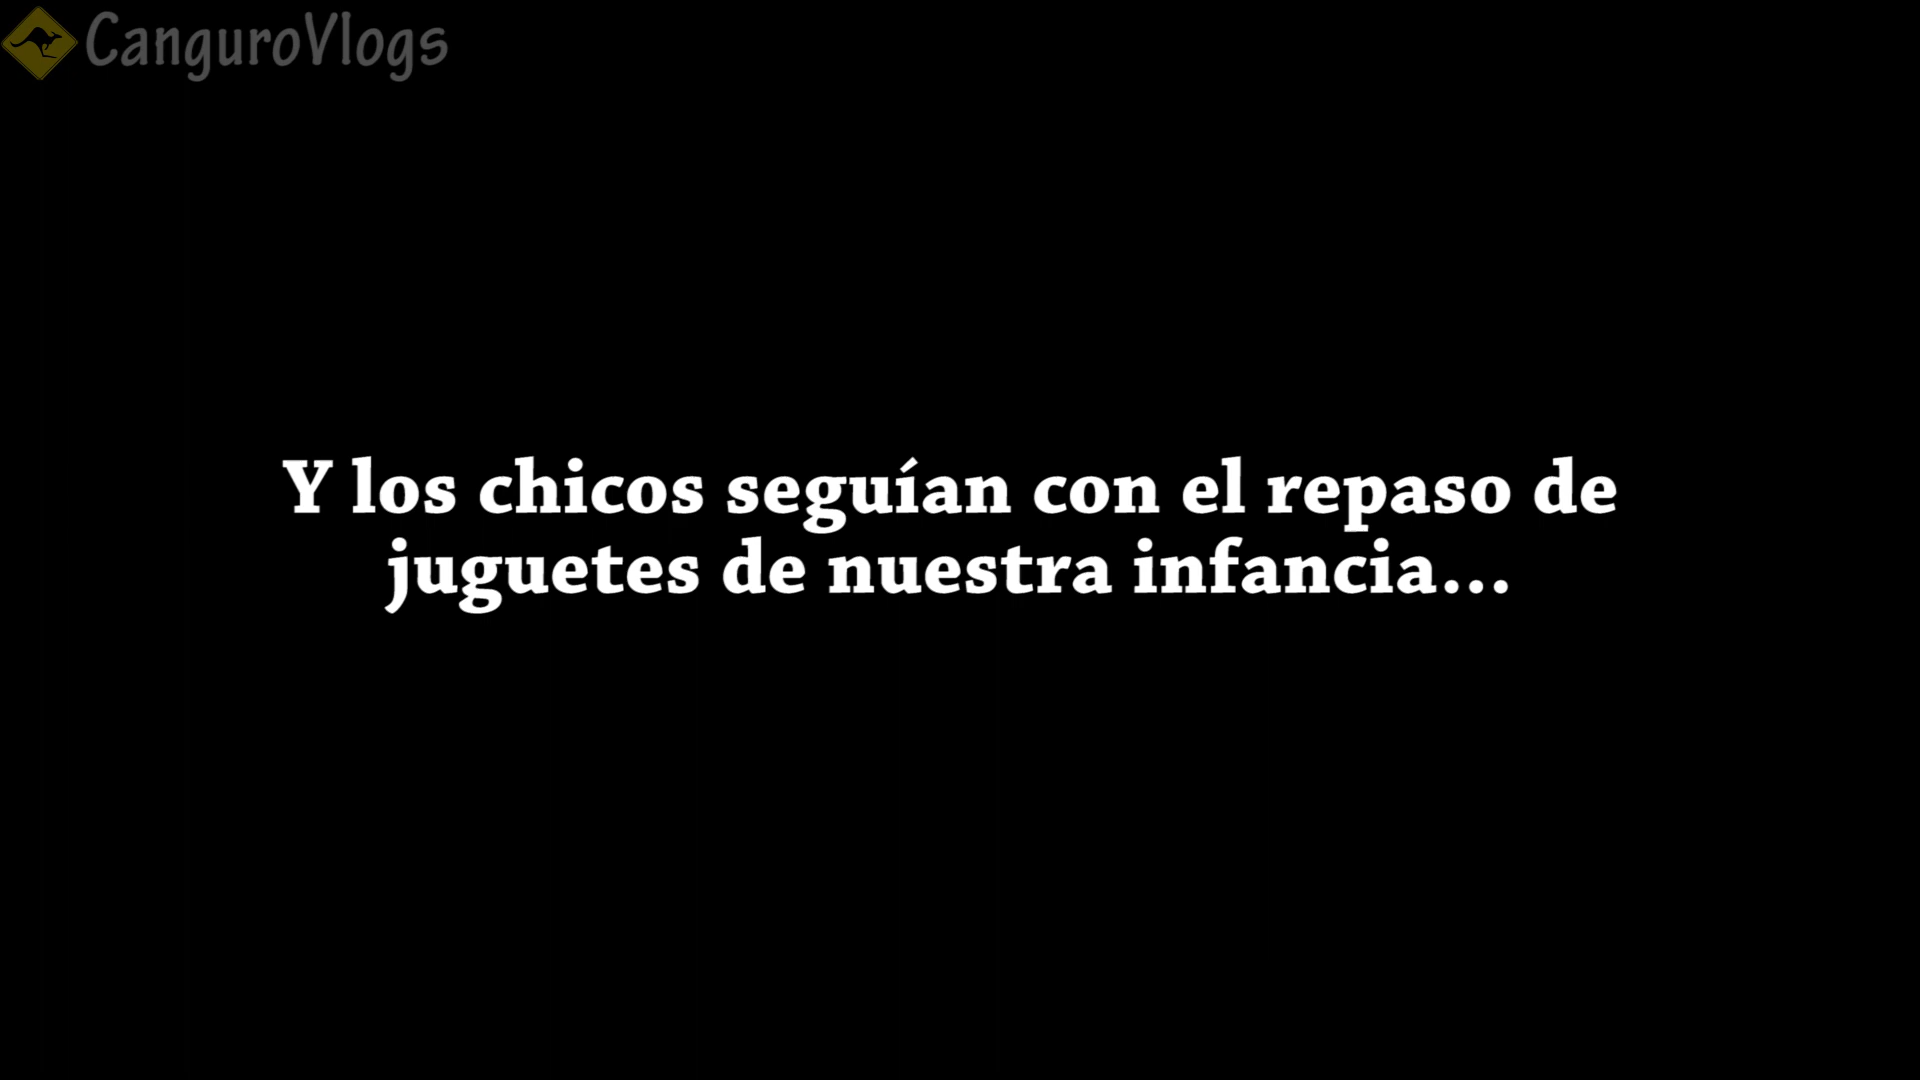 CanguroVlogs
Y los chicos seguían con el repaso de
juguetes de nuestra infancia...